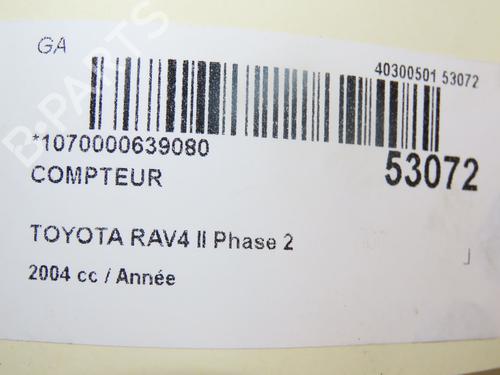 GA
40300501 53072
*1070000639080
53072
COMPTEUR
TOYOTA RAV4 II Phase 2
2004 cc / Année
B-PARTS